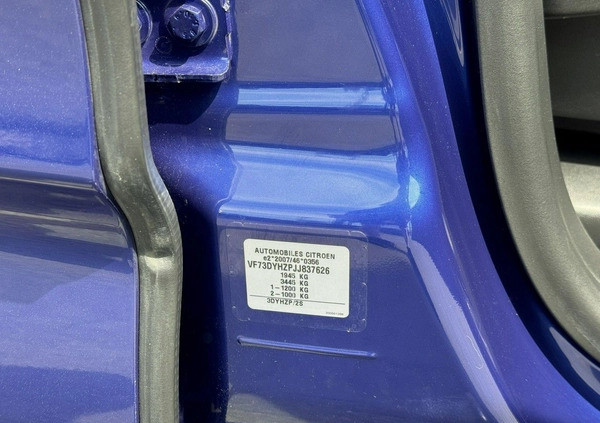 AUTOMOBILES CITROEN
e2*2007/46*0356
VF73DYHZPJJ837626
1945 KG
3445 KG
1-1200 KG
2-1000 KG
3DYHZP/2S